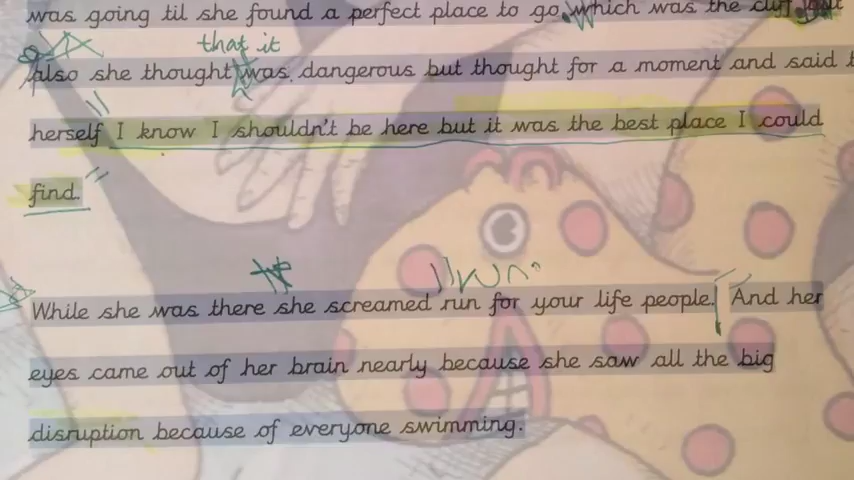 was going til she found a perfect place to go. Which was the cliff. but
that it
also she thought was dangerous but thought for a moment and said t
herself " I know I shouldn't be here but it was the best place I could
find. "
" run
While she was there she screamed run for your life people. And her
eyes came out of her brain nearly because she saw all the big
disruption because of everyone swimming.